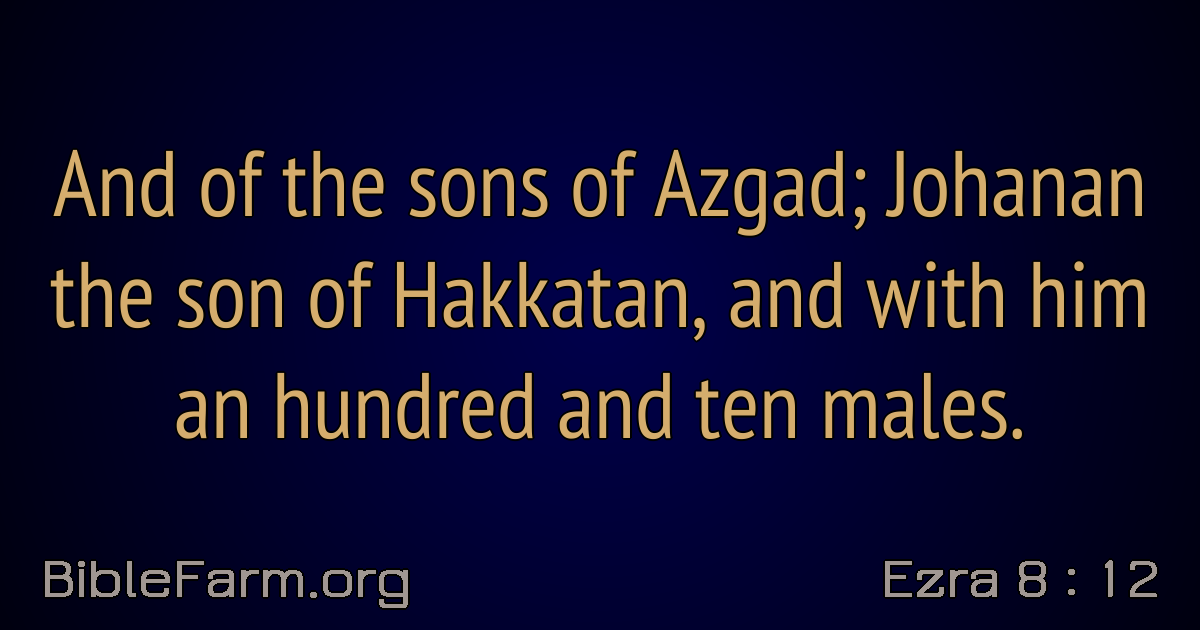 And of the sons of Azgad; Johanan
the son of Hakkatan, and with him
an hundred and ten males.
BibleFarm.org
Ezra 8 : 12